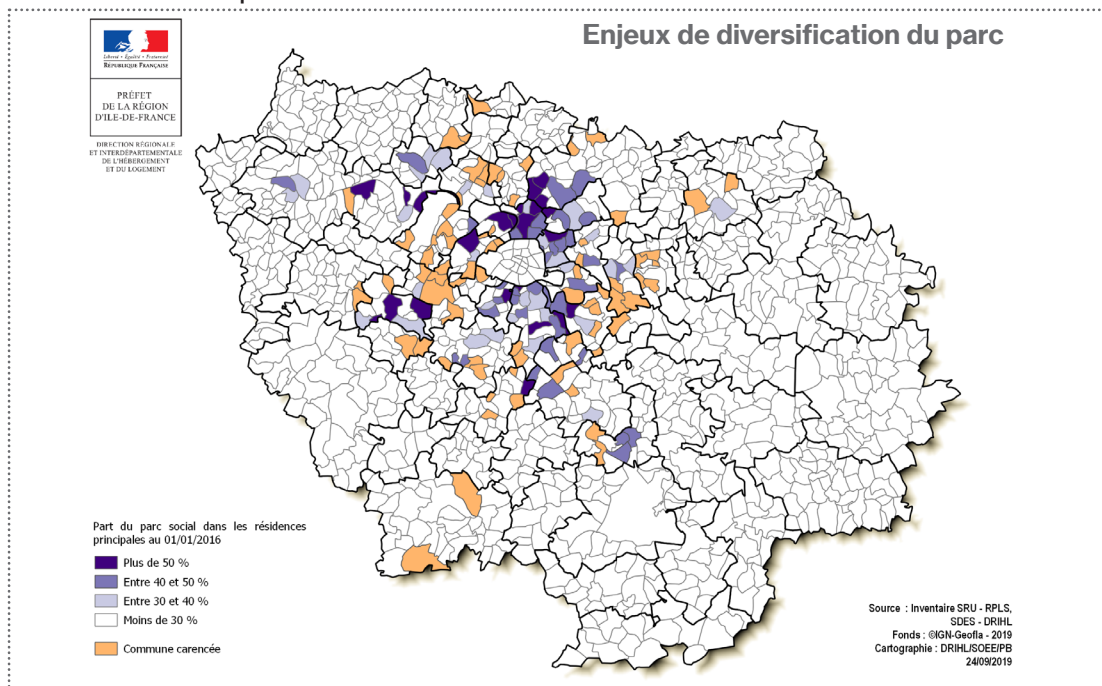 Enjeux de diversification du parc
Liberté • Égalité • Fraternité
RÉPUBLIQUE FRANÇAISE
PRÉFET
DE LA RÉGION
D'ILE-DE-FRANCE
DIRECTION RÉGIONALE
ET INTERDÉPARTEMENTALE
DE L'HÉBERGEMENT
ET DU LOGEMENT
Part du parc social dans les résidences
principales au 01/01/2016
Plus de 50 %
Entre 40 et 50 %
Entre 30 et 40 %
Moins de 30 %
Commune carencée
Source : Inventaire SRU - RPLS,
SDES - DRIHL
Fonds : ©IGN-Geofla - 2019
Cartographie : DRIHL/SOEE/PB
24/09/2019